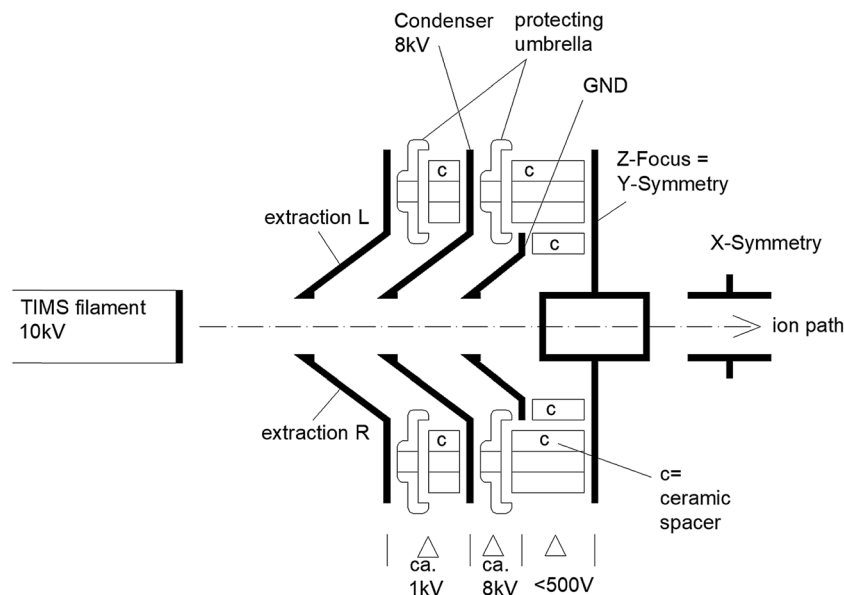 Condenser
8kV
protecting
umbrella
GND
c
c
Z-Focus =
Y-Symmetry
extraction L
c
X-Symmetry
TIMS filament
10kV
ion path
extraction R
c
c
c
c=
ceramic
spacer
ca.
1kV
ca.
8kV
<500V